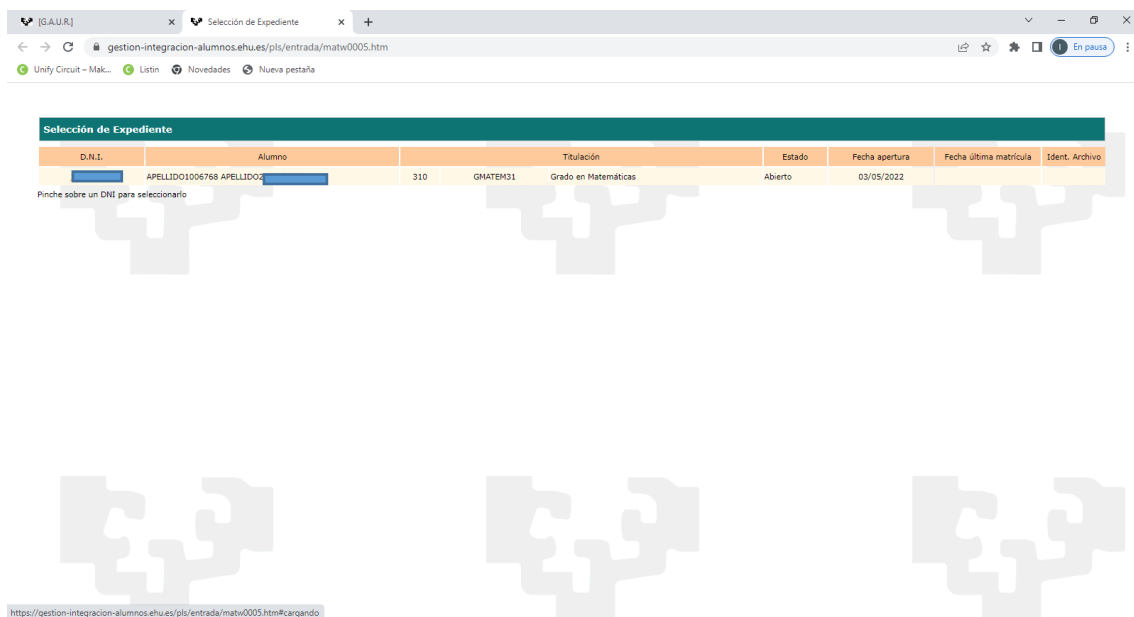 [G.A.U.R.]
Selección de Expediente
gestion-integracion-alumnos.ehu.es/pls/entrada/matw0005.htm
I En pausa
Unify Circuit – Mak... Listin Novedades Nueva pestaña
Selección de Expediente
D.N.I. Alumno Titulación Estado Fecha apertura Fecha última matrícula Ident. Archivo
APELLIDO1006768 APELLIDO2 310 GMATEM31 Grado en Matemáticas Abierto 03/05/2022
Pinche sobre un DNI para seleccionarlo
https://gestion-integracion-alumnos.ehu.es/pls/entrada/matw0005.htm#cargando